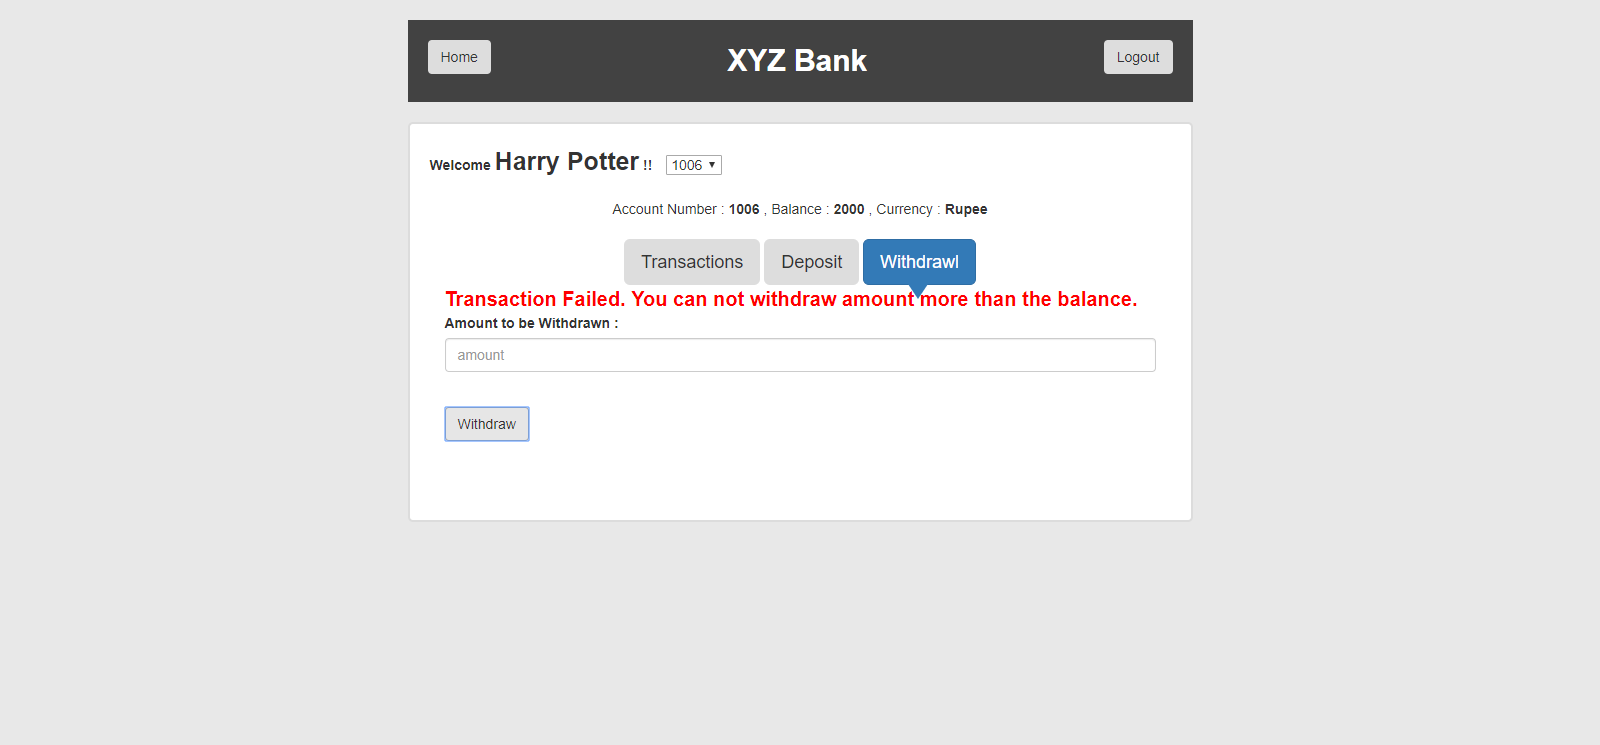 Home XYZ Bank Logout
Welcome Harry Potter !! 1006
Account Number : 1006 , Balance : 2000 , Currency : Rupee
Transactions Deposit Withdrawl
Transaction Failed. You can not withdraw amount more than the balance.
Amount to be Withdrawn :
amount
Withdraw